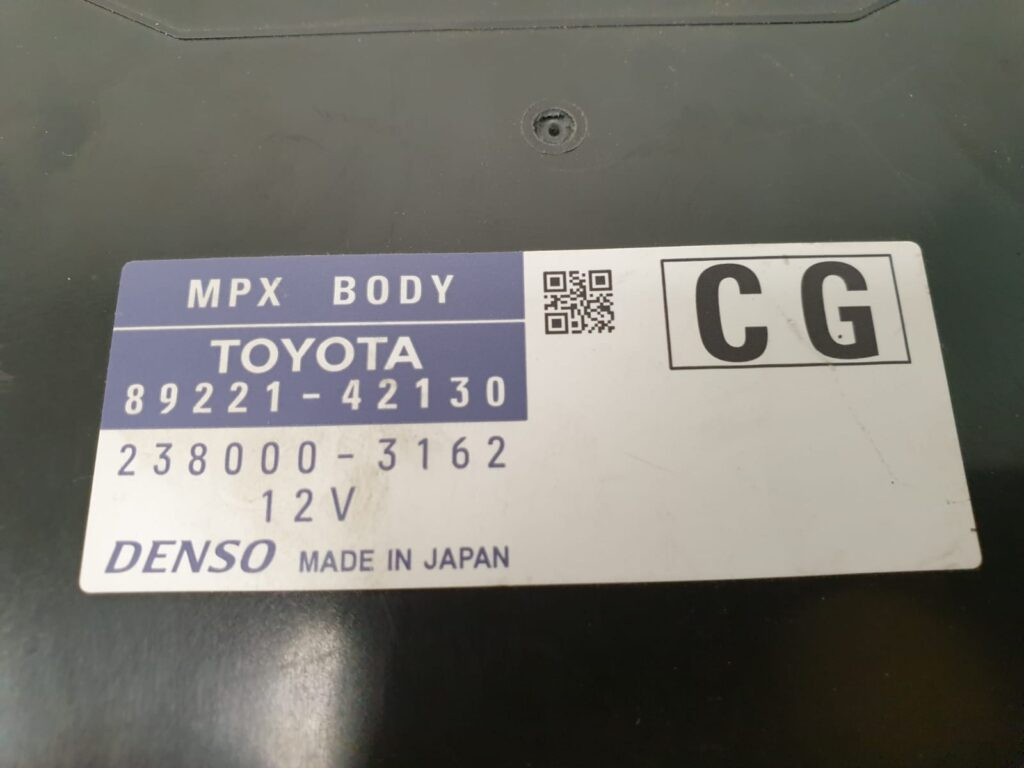 MPX BODY
TOYOTA
89221-42130
238000-3162
12V
DENSO MADE IN JAPAN
CG